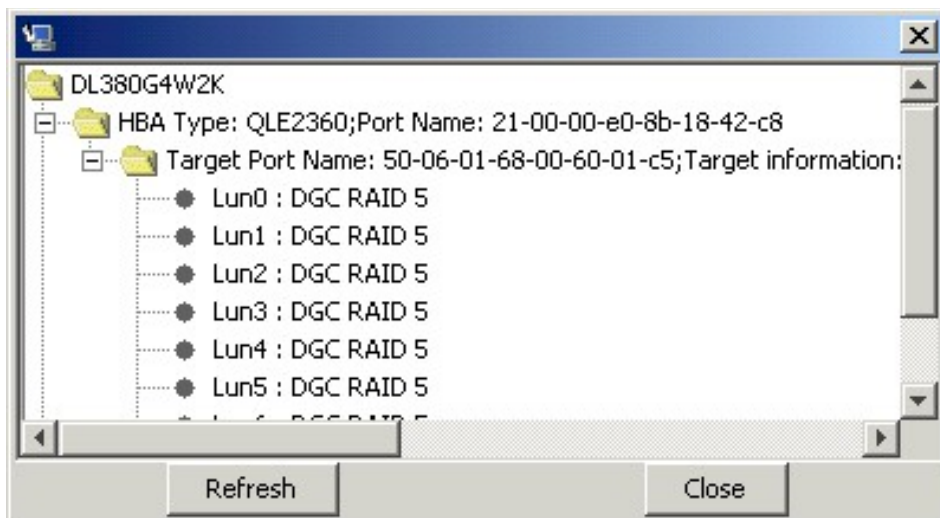 DL380G4W2K
HBA Type: QLE2360;Port Name: 21-00-00-e0-8b-18-42-c8
Target Port Name: 50-06-01-68-00-60-01-c5;Target information:
Lun0 : DGC RAID 5
Lun1 : DGC RAID 5
Lun2 : DGC RAID 5
Lun3 : DGC RAID 5
Lun4 : DGC RAID 5
Lun5 : DGC RAID 5
Refresh Close